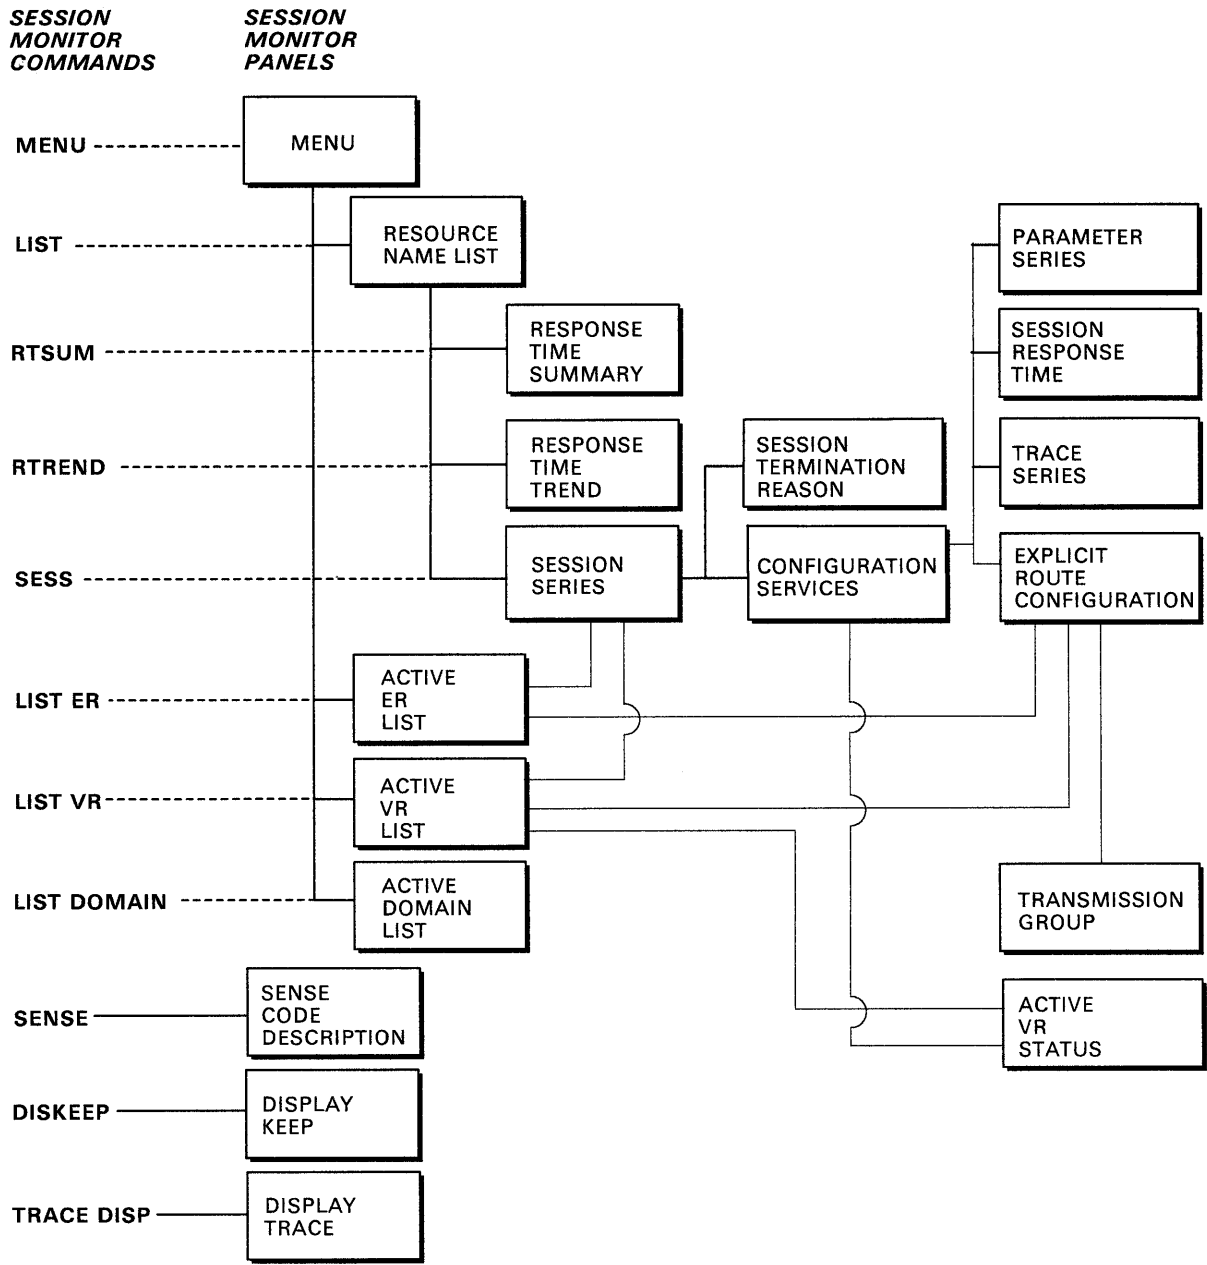 SESSION
MONITOR
COMMANDS
SESSION
MONITOR
PANELS
MENU
MENU
LIST
RESOURCE
NAME LIST
PARAMETER
SERIES
RTSUM
RESPONSE
TIME
SUMMARY
SESSION
RESPONSE
TIME
RTREND
RESPONSE
TIME
TREND
SESSION
TERMINATION
REASON
TRACE
SERIES
SESS
SESSION
SERIES
CONFIGURATION
SERVICES
EXPLICIT
ROUTE
CONFIGURATION
LIST ER
ACTIVE
ER
LIST
LIST VR
ACTIVE
VR
LIST
LIST DOMAIN
ACTIVE
DOMAIN
LIST
TRANSMISSION
GROUP
SENSE
SENSE
CODE
DESCRIPTION
ACTIVE
VR
STATUS
DISKEEP
DISPLAY
KEEP
TRACE DISP
DISPLAY
TRACE